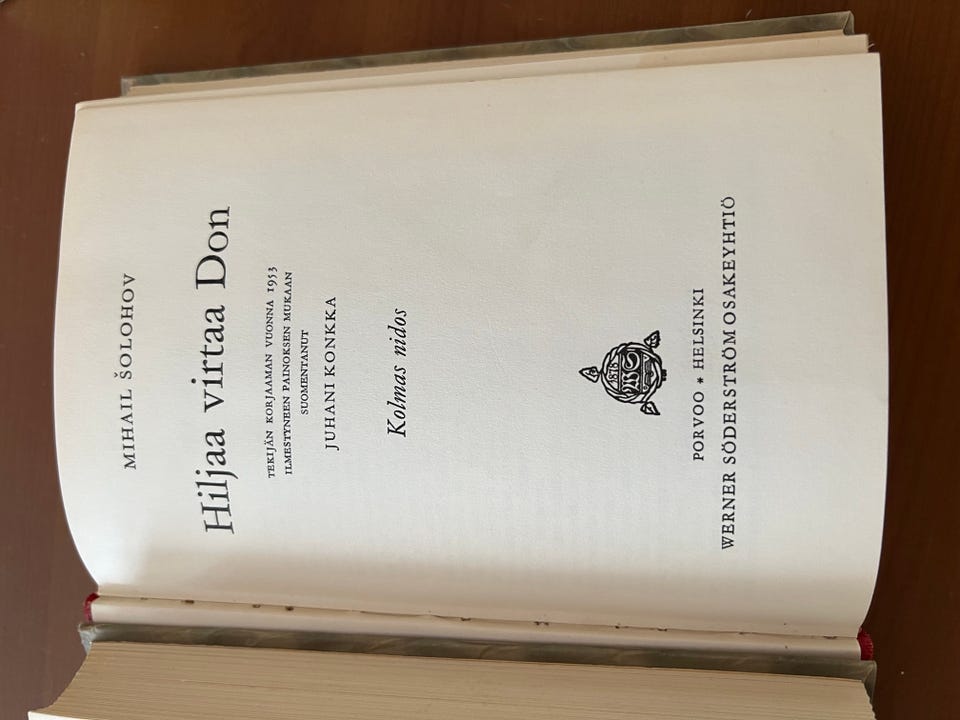 MIHAIL ŠOLOHOV
Hiljaa virtaa Don
TEKIJÄN KORJAAMAN VUONNA 1953
ILMESTYNEEN PAINOKSEN MUKAAN
SUOMENTANUT
JUHANI KONKKA
Kolmas nidos
1878
PORVOO * HELSINKI
WERNER SÖDERSTRÖM OSAKEYHTIÖ